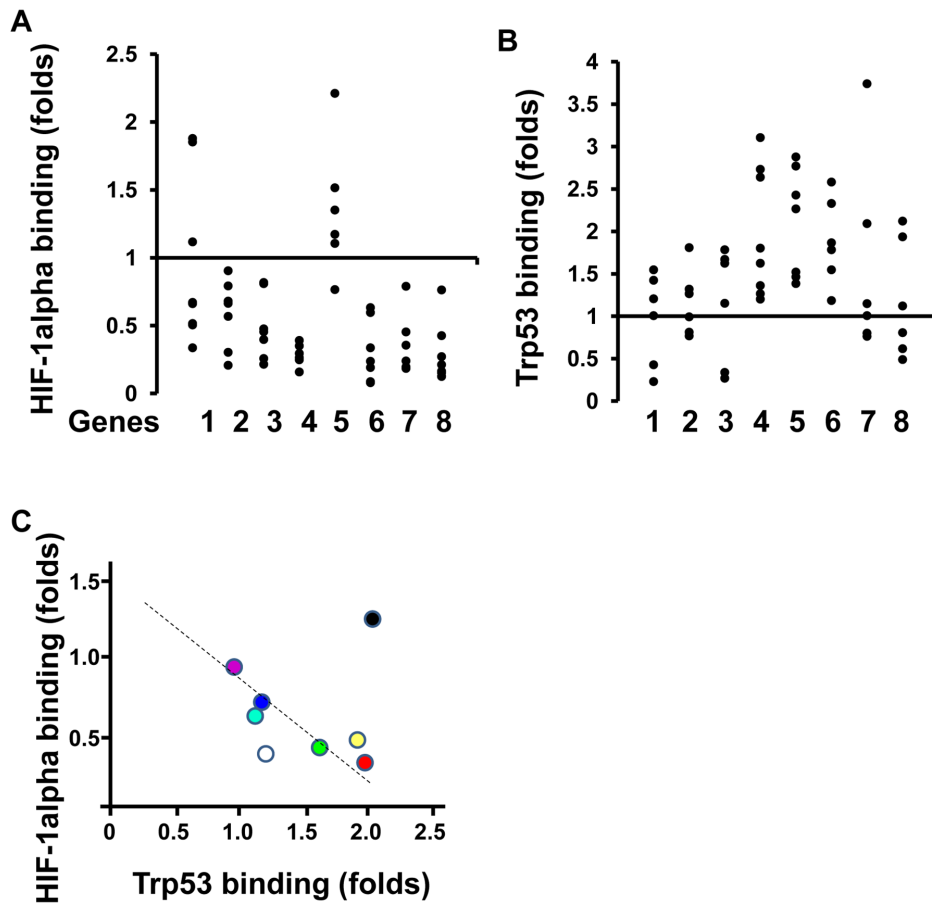 A
HIF-1alpha binding (folds)
2.5
2
1.5
1
0.5
0
Genes 1 2 3 4 5 6 7 8
B
Trp53 binding (folds)
4
3.5
3
2.5
2
1.5
1
0.5
0
1 2 3 4 5 6 7 8
C
HIF-1alpha binding (folds)
1.5
1.0
0.5
0 0.5 1.0 1.5 2.0 2.5
Trp53 binding (folds)